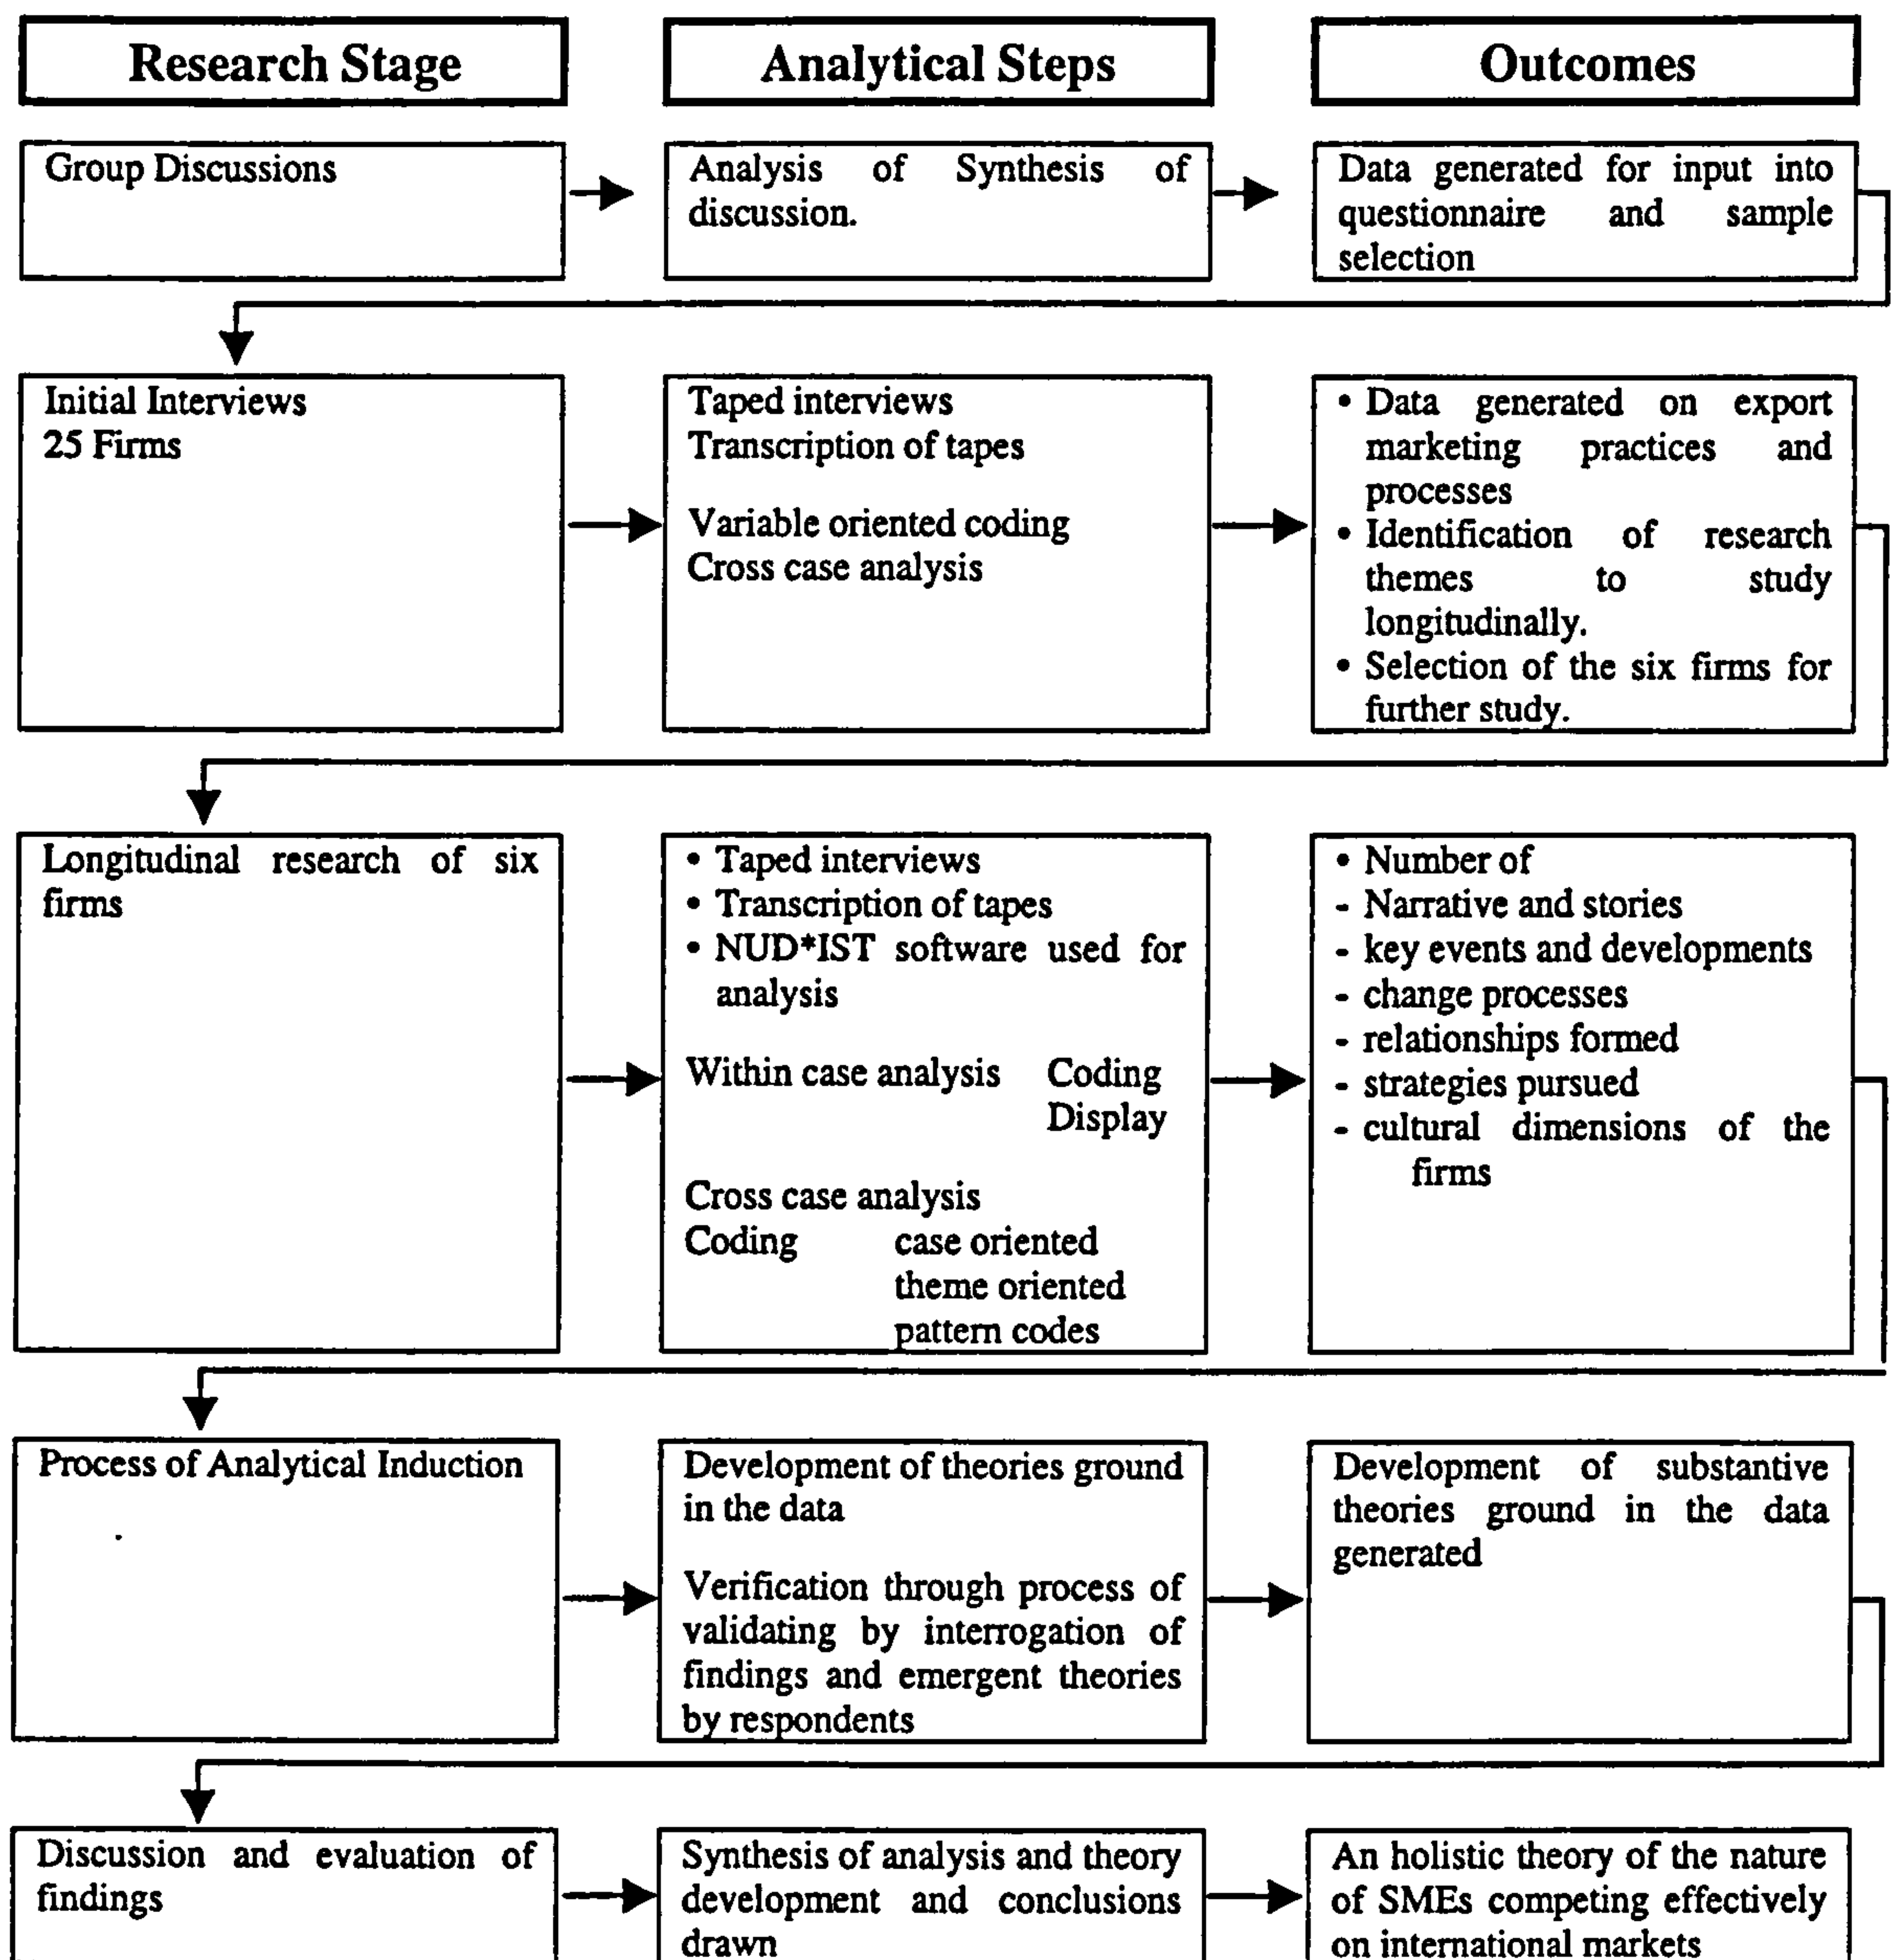 Research Stage
Analytical Steps
Outcomes
Group Discussions
Analysis of Synthesis of
discussion.
Data generated for input into
questionnaire and sample
selection
Initial Interviews
25 Firms
Taped interviews
Transcription of tapes
Variable oriented coding
Cross case analysis
• Data generated on export
marketing practices and
processes
• Identification of research
themes to study
longitudinally.
• Selection of the six firms for
further study.
Longitudinal research of six
firms
• Taped interviews
• Transcription of tapes
• NUD*IST software used for
analysis
Within case analysis Coding
Display
Cross case analysis
Coding case oriented
theme oriented
pattern codes
• Number of
- Narrative and stories
- key events and developments
- change processes
- relationships formed
- strategies pursued
- cultural dimensions of the
firms
Process of Analytical Induction
Development of theories ground
in the data
Verification through process of
validating by interrogation of
findings and emergent theories
by respondents
Development of substantive
theories ground in the data
generated
Discussion and evaluation of
findings
Synthesis of analysis and theory
development and conclusions
drawn
An holistic theory of the nature
of SMEs competing effectively
on international markets